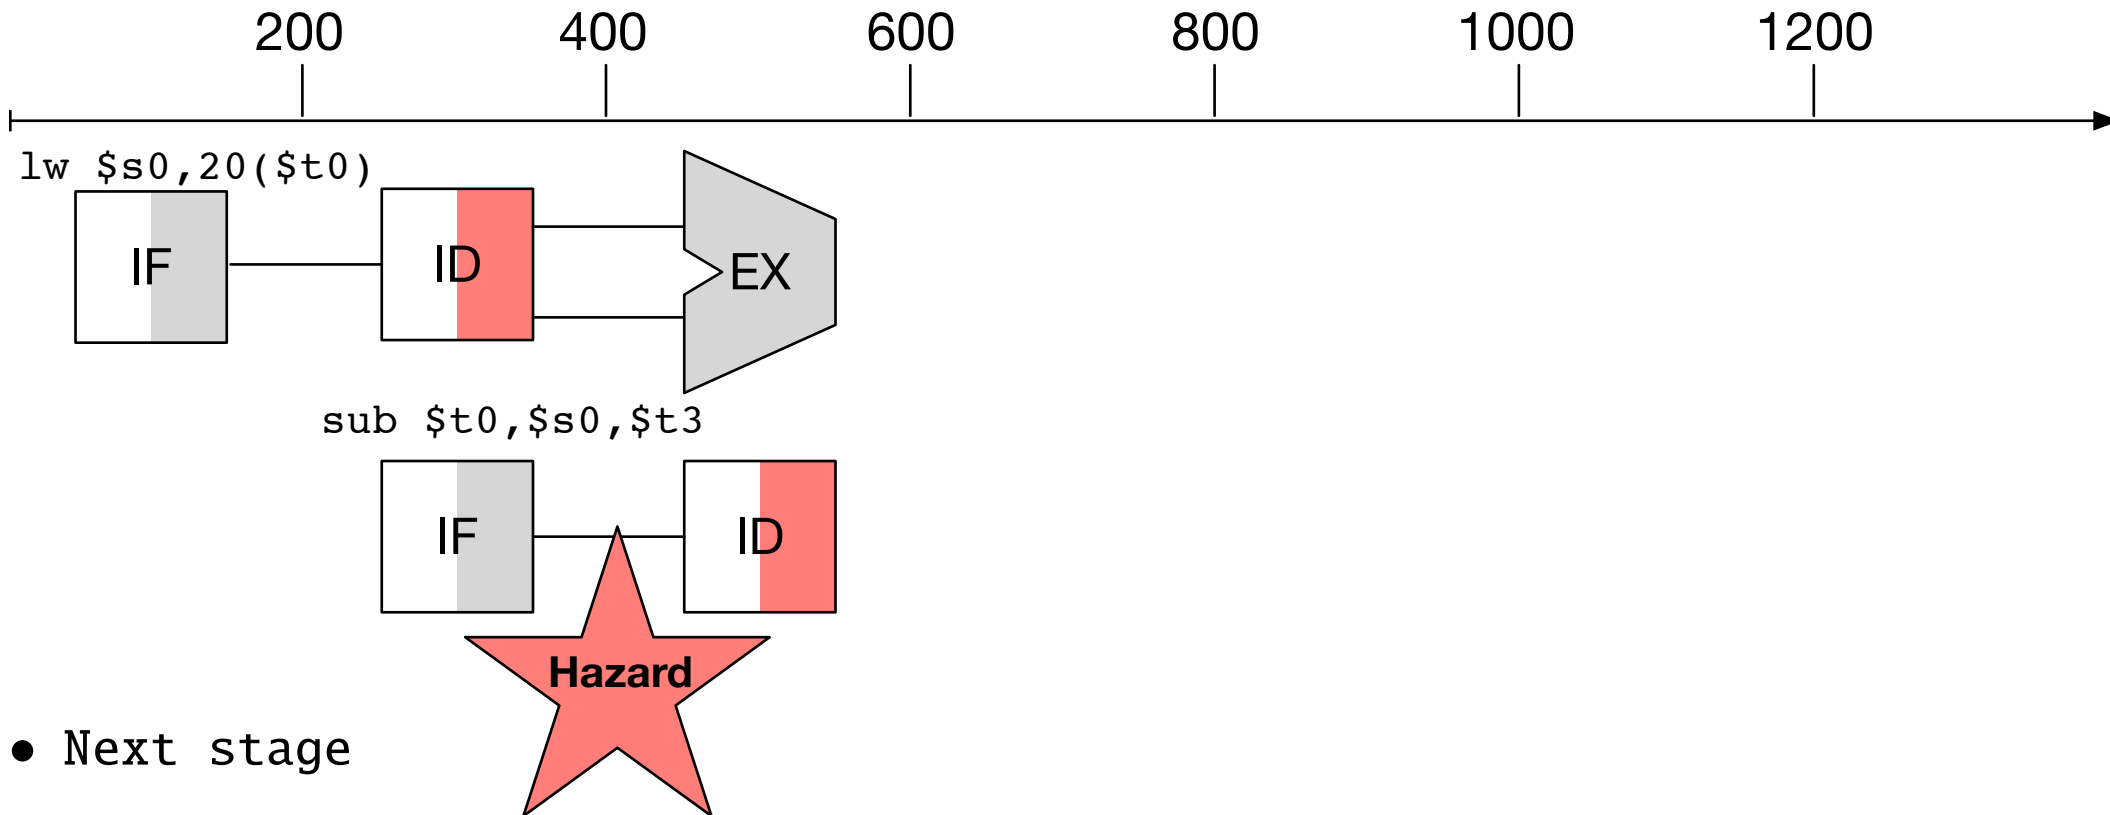 200 400 600 800 1000 1200
lw $s0,20($t0)
IF ID EX
sub $t0,$s0,$t3
IF ID
Hazard
• Next stage